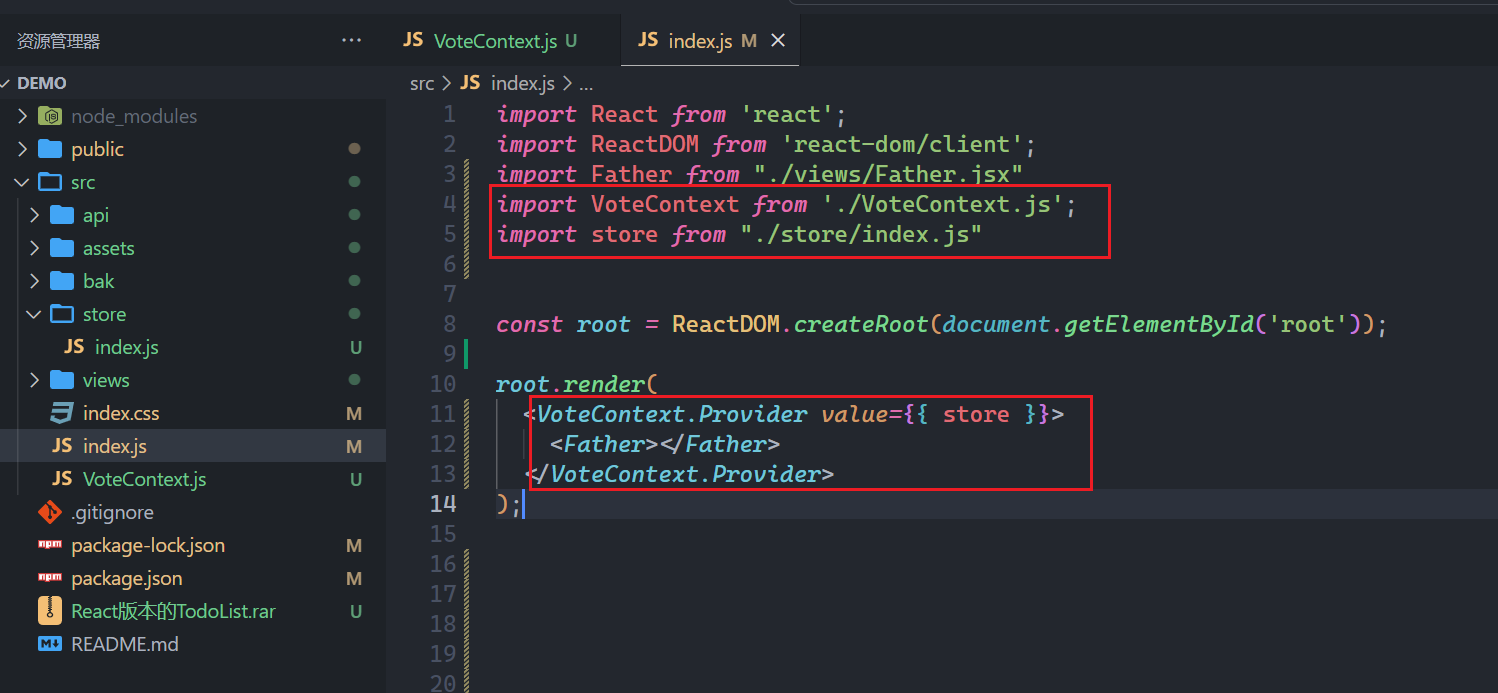 资源管理器 ···
DEMO
node_modules
public
src
api
assets
bak
store
JS index.js U
views
index.css M
JS index.js M
JS VoteContext.js U
.gitignore
npm package-lock.json M
npm package.json M
React版本的TodoList.rar U
M↓ README.md
JS VoteContext.js U
JS index.js M ×
src > JS index.js > ...
1 import React from 'react';
2 import ReactDOM from 'react-dom/client';
3 import Father from "./views/Father.jsx"
4 import VoteContext from './VoteContext.js';
5 import store from "./store/index.js"
6
7
8 const root = ReactDOM.createRoot(document.getElementById('root'));
9
10 root.render(
11 <VoteContext.Provider value={{ store }}>
12 <Father></Father>
13 </VoteContext.Provider>
14 );
15
16
17
18
19
20